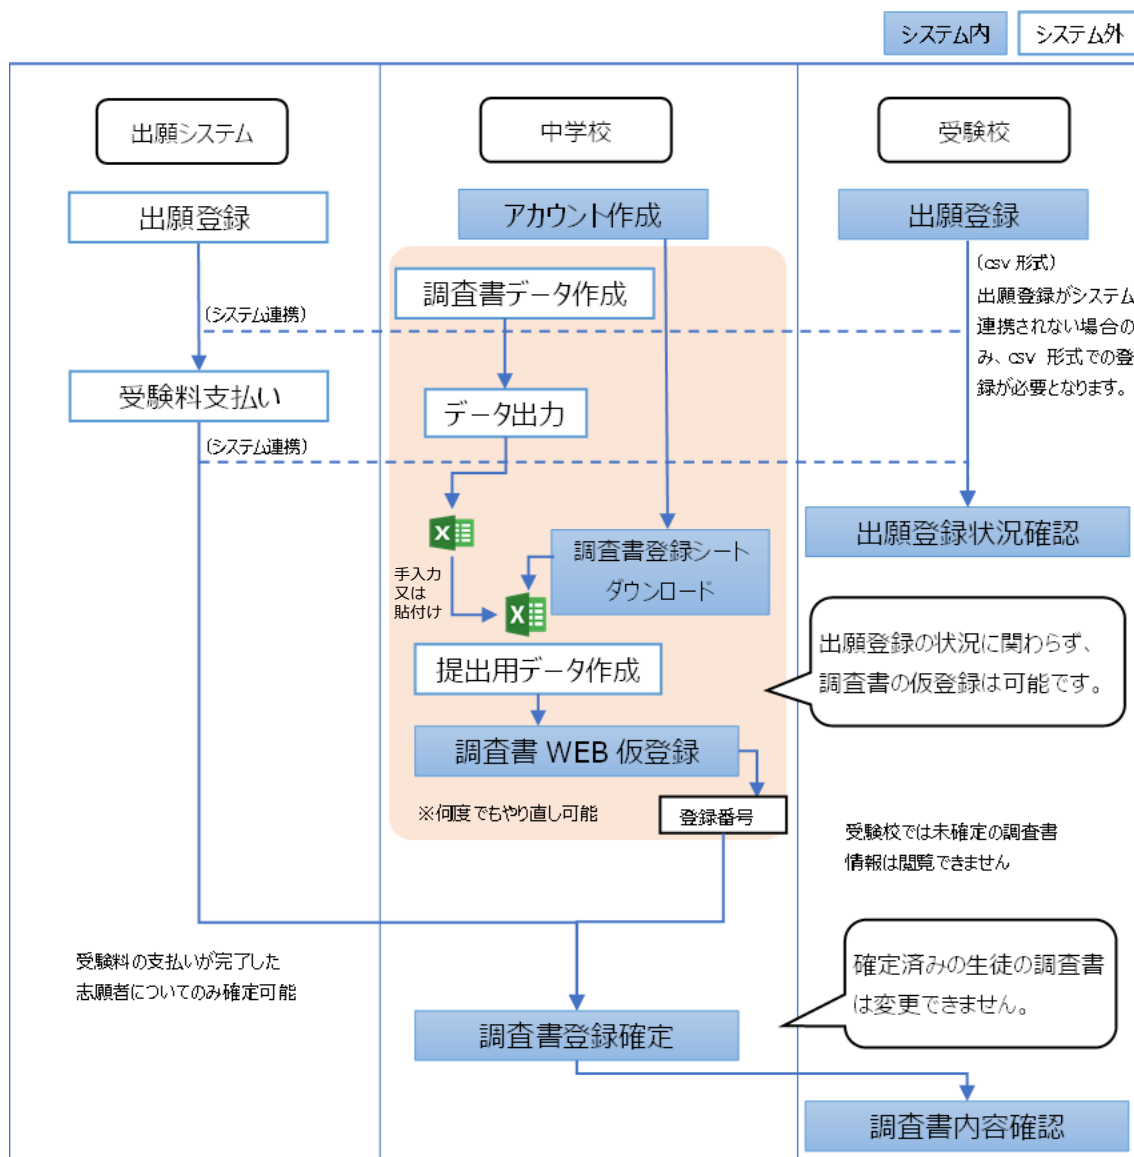 システム内
システム外
出願システム
中学校
受験校
出願登録
アカウント作成
出願登録
(csv 形式)
出願登録がシステム
連携されない場合の
み、csv 形式での登
録が必要となります。
調査書データ作成
(システム連携)
受験料支払い
データ出力
(システム連携)
出願登録状況確認
調査書登録シート
ダウンロード
手入力
又は
貼付け
出願登録の状況に関わらず、
調査書の仮登録は可能です。
提出用データ作成
調査書 WEB 仮登録
※何度でもやり直し可能
登録番号
受験校では未確定の調査書
情報は閲覧できません
受験料の支払いが完了した
志願者についてのみ確定可能
確定済みの生徒の調査書
は変更できません。
調査書登録確定
調査書内容確認